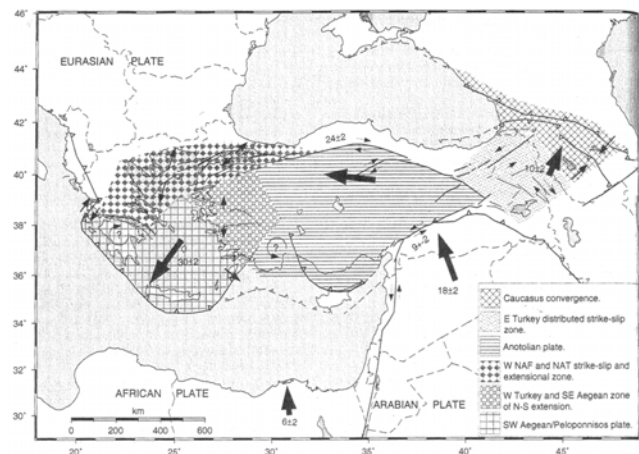 46°
44°
42°
40°
38°
36°
34°
32°
30°
20°
25°
30°
35°
40°
45°
EURASIAN PLATE
24±2
10±2
?
30±2
?
9+-2
18±2
AFRICAN PLATE
km
0 200 400 600
6±2
ARABIAN PLATE
Caucasus convergence.
E Turkey distributed strike-slip
zone.
Anotolian plate.
W NAF and NAT strike-slip and
extensional zone.
W Turkey and SE Aegean zone
of N-S extension.
SW Aegean/Peloponnisos plate.